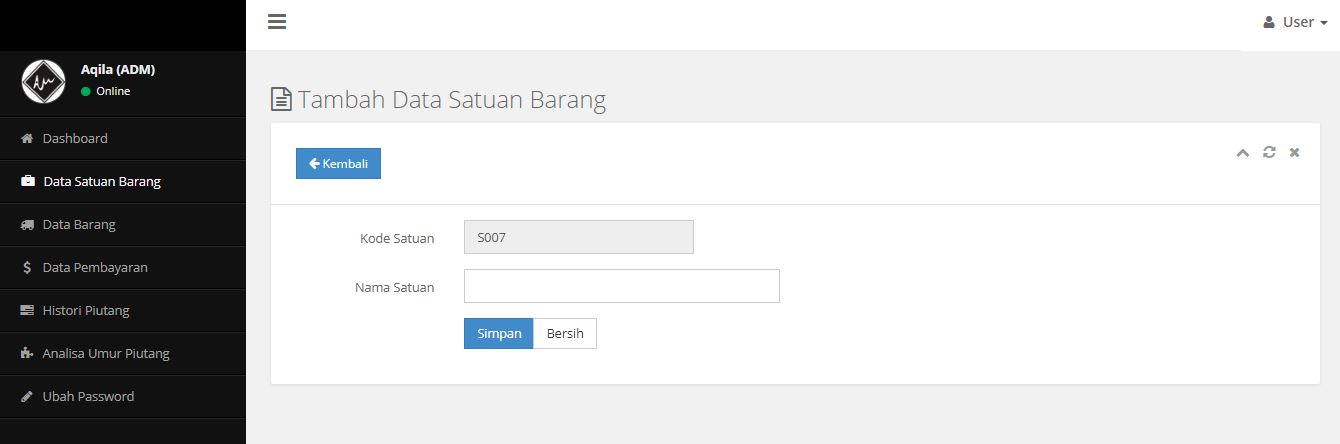 User
Aqila (ADM)
Online
Dashboard
Data Satuan Barang
Data Barang
Data Pembayaran
Histori Piutang
Analisa Umur Piutang
Ubah Password
Tambah Data Satuan Barang
Kembali
Kode Satuan S007
Nama Satuan
Simpan Bersih